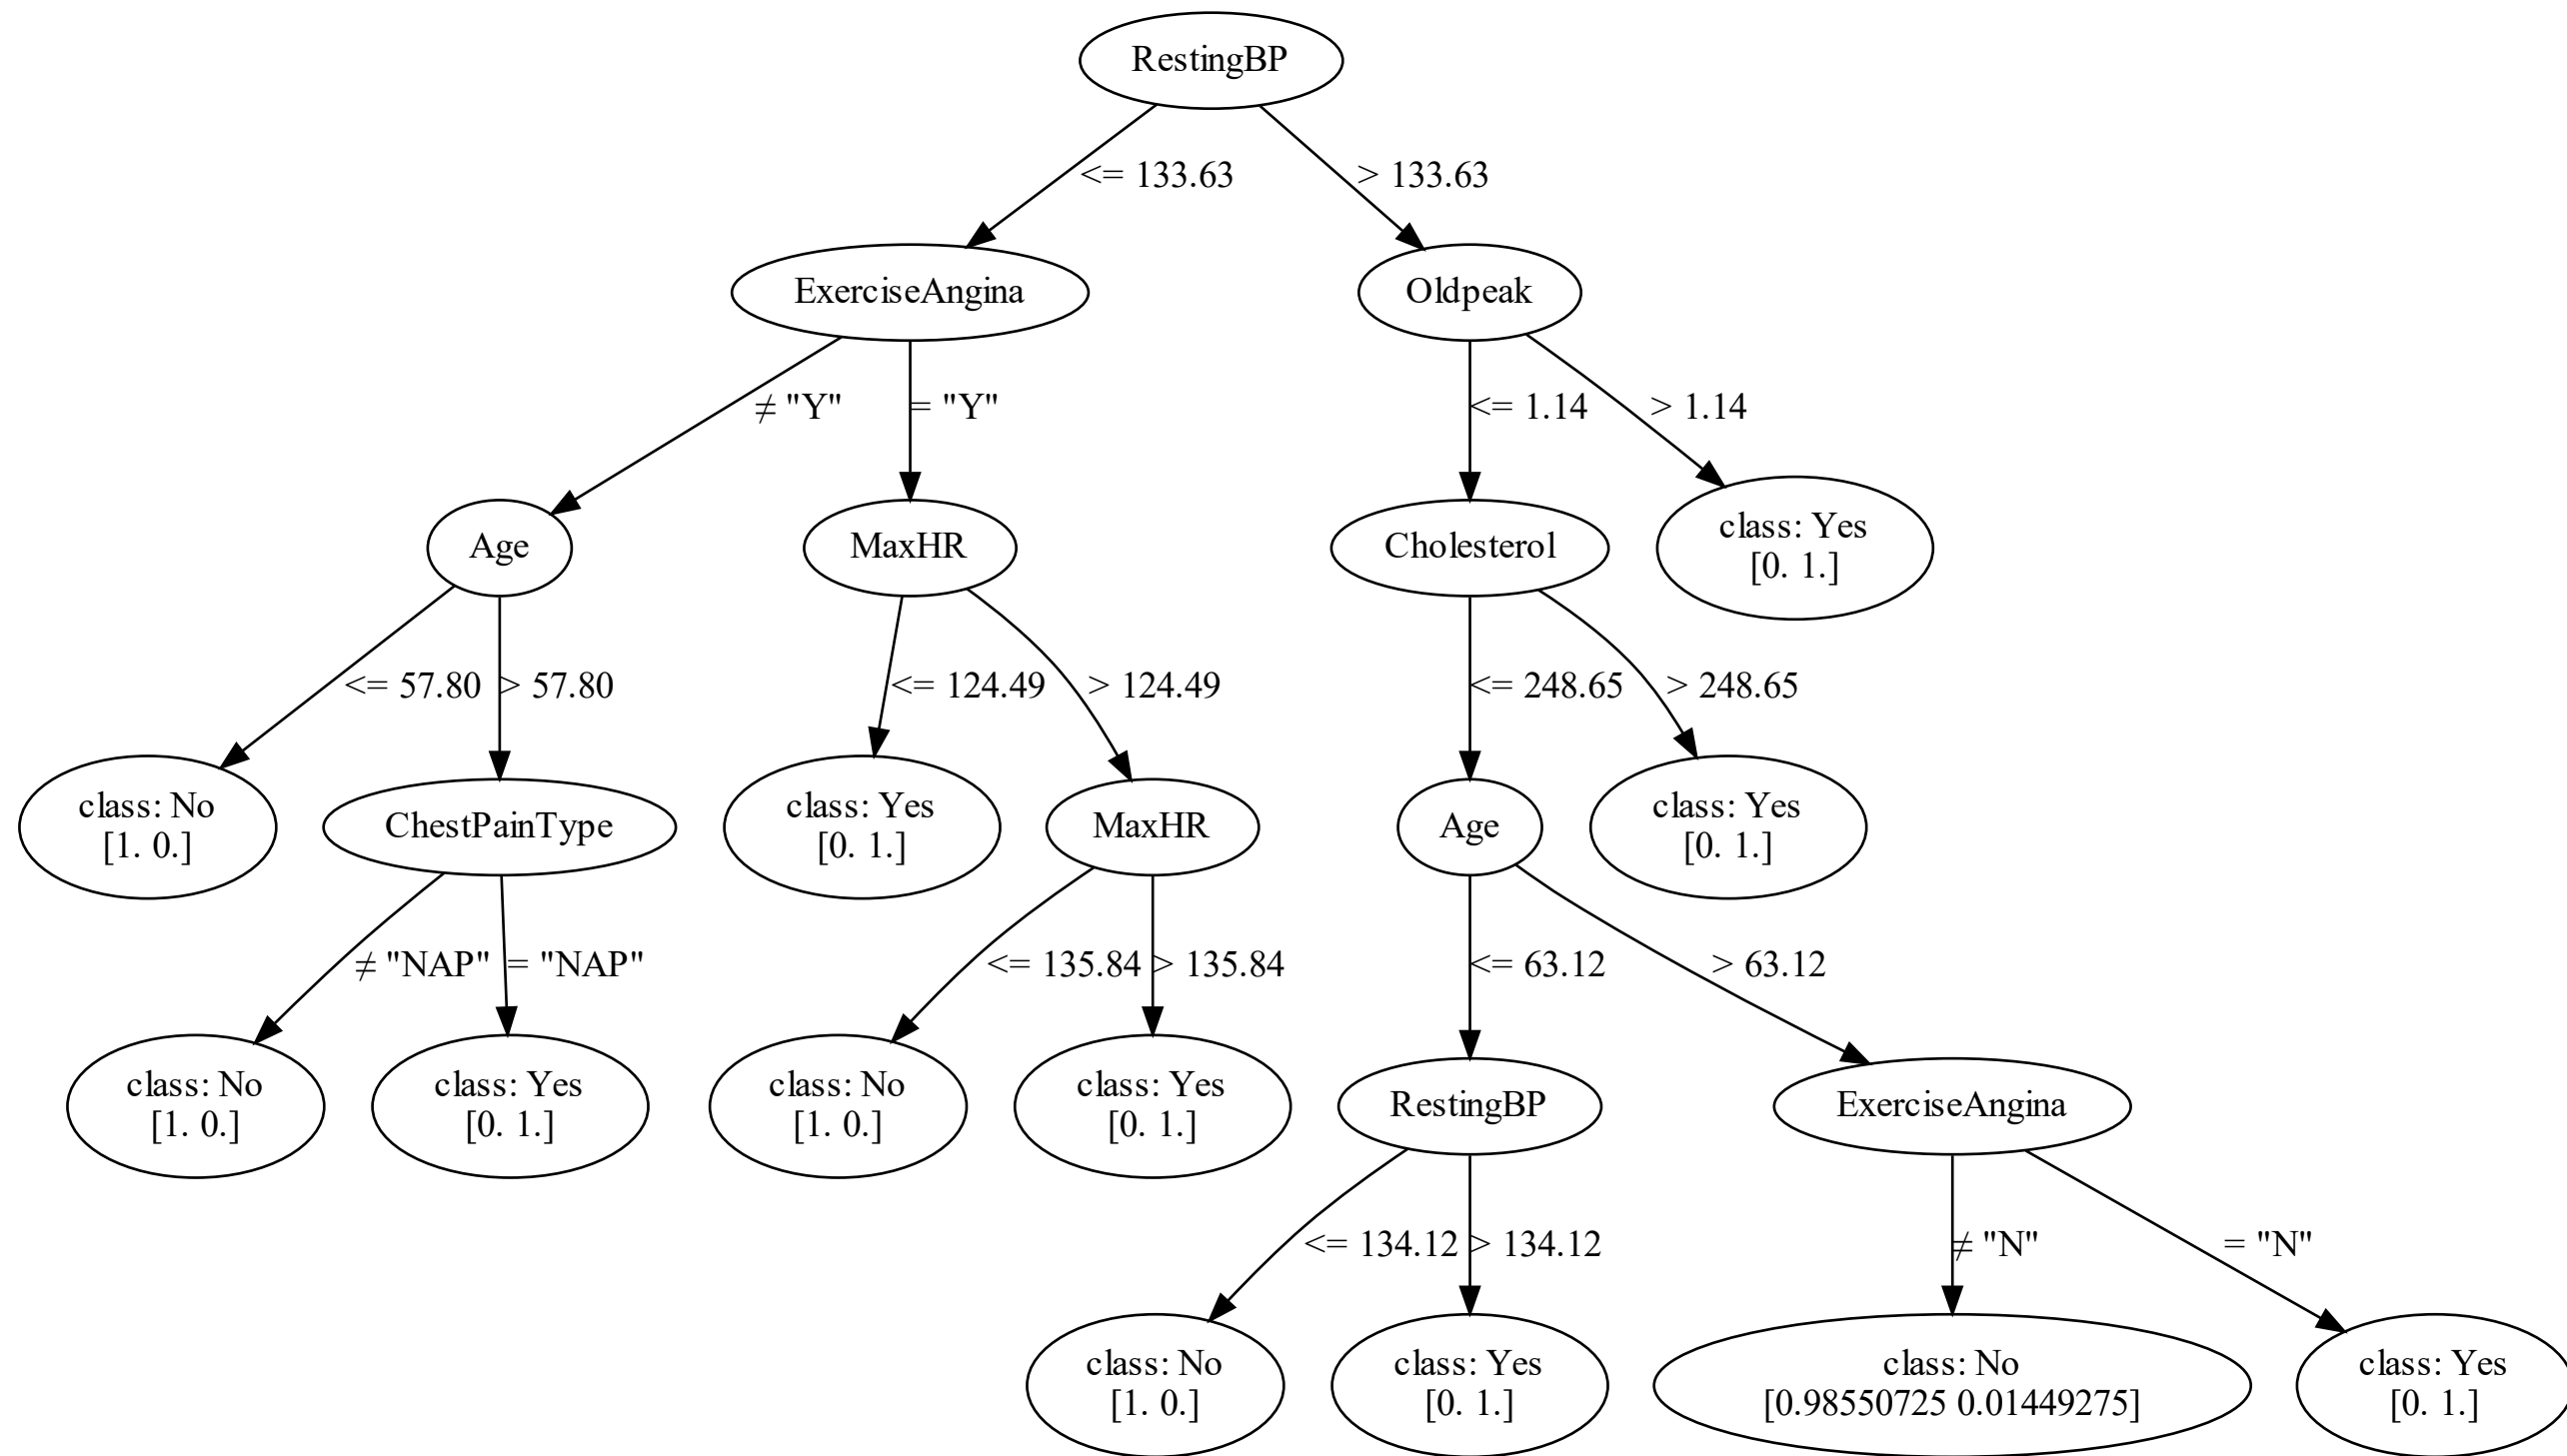 RestingBP
<= 133.63
> 133.63
ExerciseAngina
Oldpeak
≠ "Y"
= "Y"
<= 1.14
> 1.14
Age
MaxHR
Cholesterol
class: Yes
[0. 1.]
<= 57.80
> 57.80
<= 124.49
> 124.49
<= 248.65
> 248.65
class: No
[1. 0.]
ChestPainType
class: Yes
[0. 1.]
MaxHR
Age
class: Yes
[0. 1.]
≠ "NAP"
= "NAP"
<= 135.84
> 135.84
<= 63.12
> 63.12
class: No
[1. 0.]
class: Yes
[0. 1.]
class: No
[1. 0.]
class: Yes
[0. 1.]
RestingBP
ExerciseAngina
<= 134.12
> 134.12
≠ "N"
= "N"
class: No
[1. 0.]
class: Yes
[0. 1.]
class: No
[0.98550725 0.01449275]
class: Yes
[0. 1.]